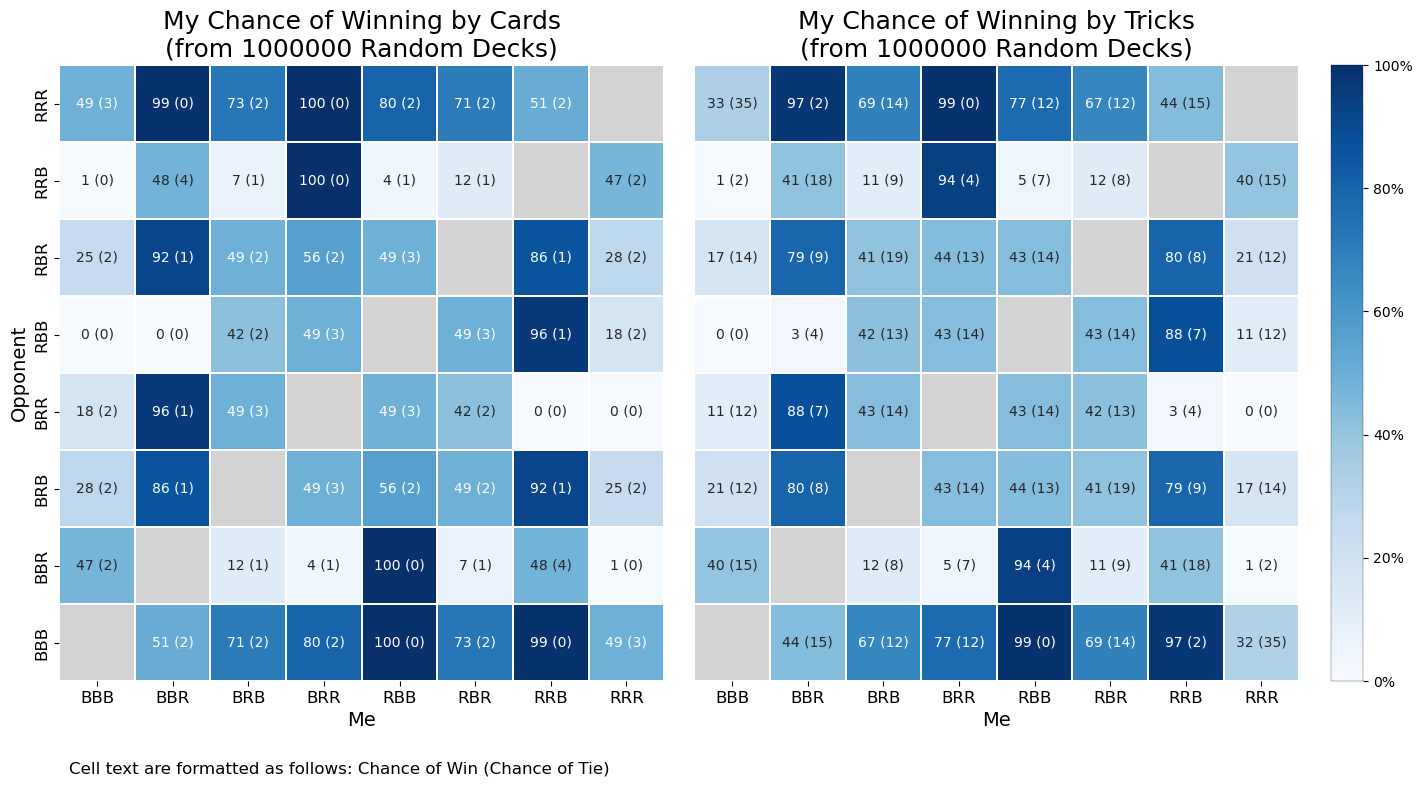 My Chance of Winning by Cards
(from 1000000 Random Decks)
My Chance of Winning by Tricks
(from 1000000 Random Decks)
RRR 49 (3) 99 (0) 73 (2) 100 (0) 80 (2) 71 (2) 51 (2) 33 (35) 97 (2) 69 (14) 99 (0) 77 (12) 67 (12) 44 (15) 100%
RRB 1 (0) 48 (4) 7 (1) 100 (0) 4 (1) 12 (1) 47 (2) 1 (2) 41 (18) 11 (9) 94 (4) 5 (7) 12 (8) 40 (15) 80%
RBR 25 (2) 92 (1) 49 (2) 56 (2) 49 (3) 86 (1) 28 (2) 17 (14) 79 (9) 41 (19) 44 (13) 43 (14) 80 (8) 21 (12)
RBB 0 (0) 0 (0) 42 (2) 49 (3) 49 (3) 96 (1) 18 (2) 0 (0) 3 (4) 42 (13) 43 (14) 43 (14) 88 (7) 11 (12) 60%
Opponent
BRR 18 (2) 96 (1) 49 (3) 49 (3) 42 (2) 0 (0) 0 (0) 11 (12) 88 (7) 43 (14) 43 (14) 42 (13) 3 (4) 0 (0) 40%
BRB 28 (2) 86 (1) 49 (3) 56 (2) 49 (2) 92 (1) 25 (2) 21 (12) 80 (8) 43 (14) 44 (13) 41 (19) 79 (9) 17 (14)
BBR 47 (2) 12 (1) 4 (1) 100 (0) 7 (1) 48 (4) 1 (0) 40 (15) 12 (8) 5 (7) 94 (4) 11 (9) 41 (18) 1 (2) 20%
BBB 51 (2) 71 (2) 80 (2) 100 (0) 73 (2) 99 (0) 49 (3) 44 (15) 67 (12) 77 (12) 99 (0) 69 (14) 97 (2) 32 (35) 0%
BBB BBR BRB BRR RBB RBR RRB RRR BBB BBR BRB BRR RBB RBR RRB RRR
Me Me
Cell text are formatted as follows: Chance of Win (Chance of Tie)